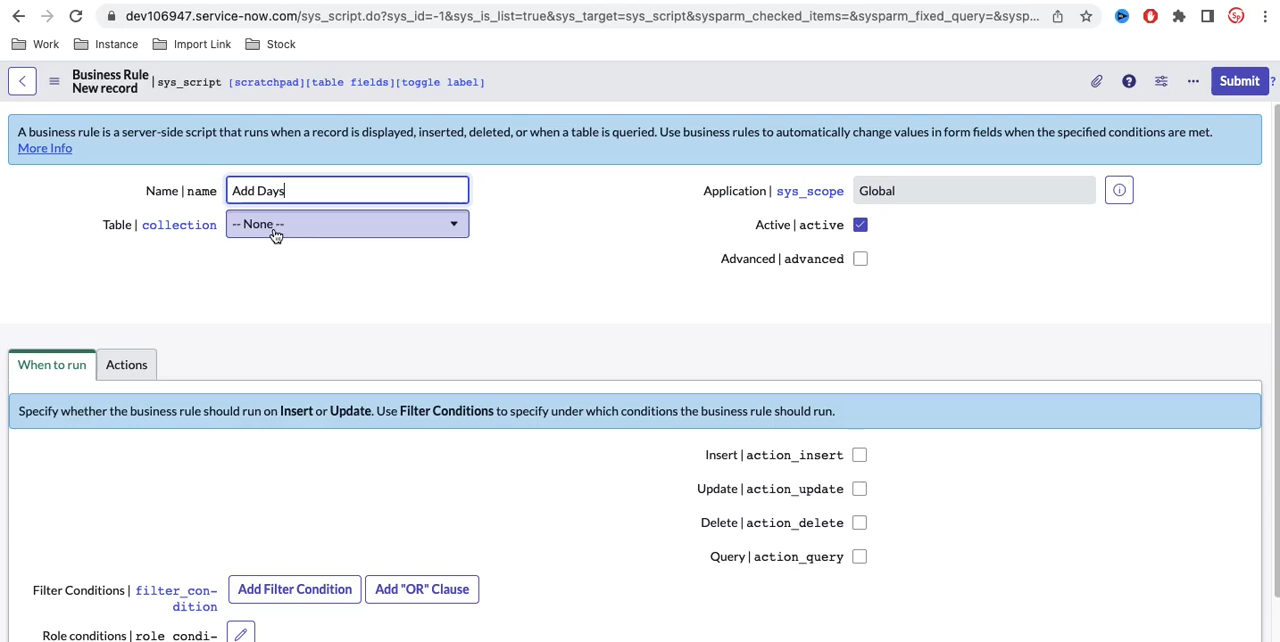 dev106947.service-now.com/sys_script.do?sys_id=-1&sys_is_list=true&sys_target=sys_script&sysparm_checked_items=&sysparm_fixed_query=&sysp...
Work Instance Import Link Stock
Business Rule
New record | sys_script [scratchpad][table fields][toggle label]
Submit ?
A business rule is a server-side script that runs when a record is displayed, inserted, deleted, or when a table is queried. Use business rules to automatically change values in form fields when the specified conditions are met.
More Info
Name | name Add Days Application | sys_scope Global
Table | collection -- None -- Active | active
Advanced | advanced
When to run Actions
Specify whether the business rule should run on Insert or Update. Use Filter Conditions to specify under which conditions the business rule should run.
Insert | action_insert
Update | action_update
Delete | action_delete
Query | action_query
Filter Conditions | filter_con- Add Filter Condition Add "OR" Clause
dition
Role conditions | role_condi-